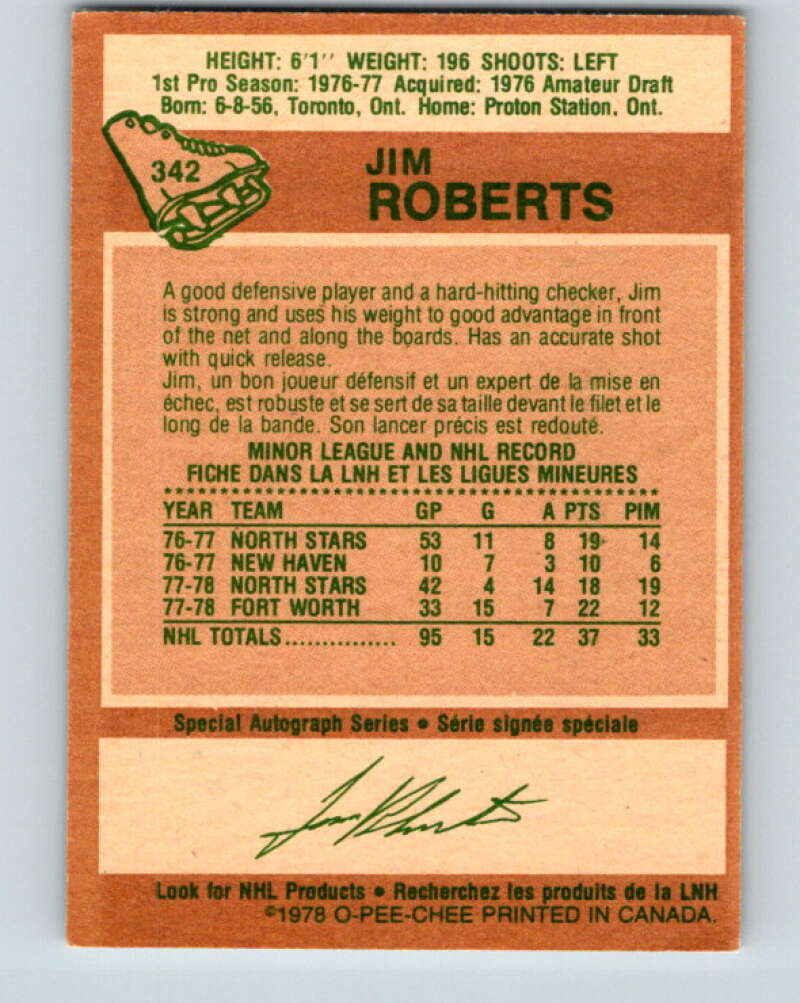 HEIGHT: 6'1'' WEIGHT: 196 SHOOTS: LEFT
1st Pro Season: 1976-77 Acquired: 1976 Amateur Draft
Born: 6-8-56, Toronto, Ont. Home: Proton Station, Ont.
342
JIM
ROBERTS
A good defensive player and a hard-hitting checker, Jim
is strong and uses his weight to good advantage in front
of the net and along the boards. Has an accurate shot
with quick release.
Jim, un bon joueur défensif et un expert de la mise en
échec, est robuste et se sert de sa taille devant le filet et le
long de la bande. Son lancer précis est redouté.
MINOR LEAGUE AND NHL RECORD
FICHE DANS LA LNH ET LES LIGUES MINEURES
YEAR TEAM GP G A PTS PIM
76-77 NORTH STARS 53 11 8 19 14
76-77 NEW HAVEN 10 7 3 10 6
77-78 NORTH STARS 42 4 14 18 19
77-78 FORT WORTH 33 15 7 22 12
NHL TOTALS............... 95 15 22 37 33
Special Autograph Series • Série signée spéciale
Jim Roberts
Look for NHL Products • Recherchez les produits de la LNH
©1978 O-PEE-CHEE PRINTED IN CANADA.